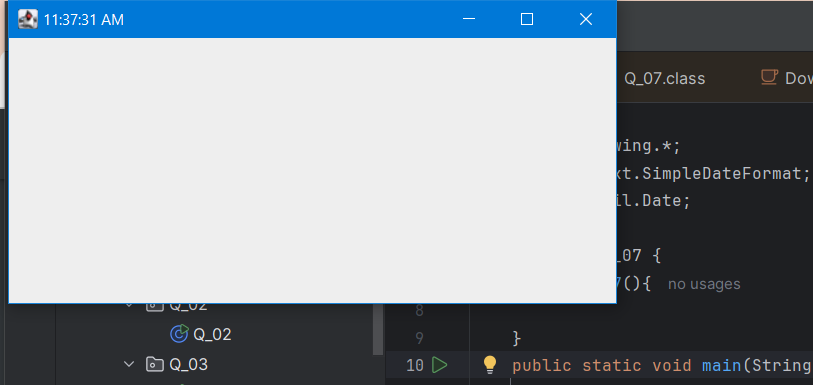 11:37:31 AM
Q_07.class
Dow
wing.*;
xt.SimpleDateFormat;
il.Date;
_07 {
7(){ no usages
8
Q_02
Q_02
9 }
Q_03
10 public static void main(String